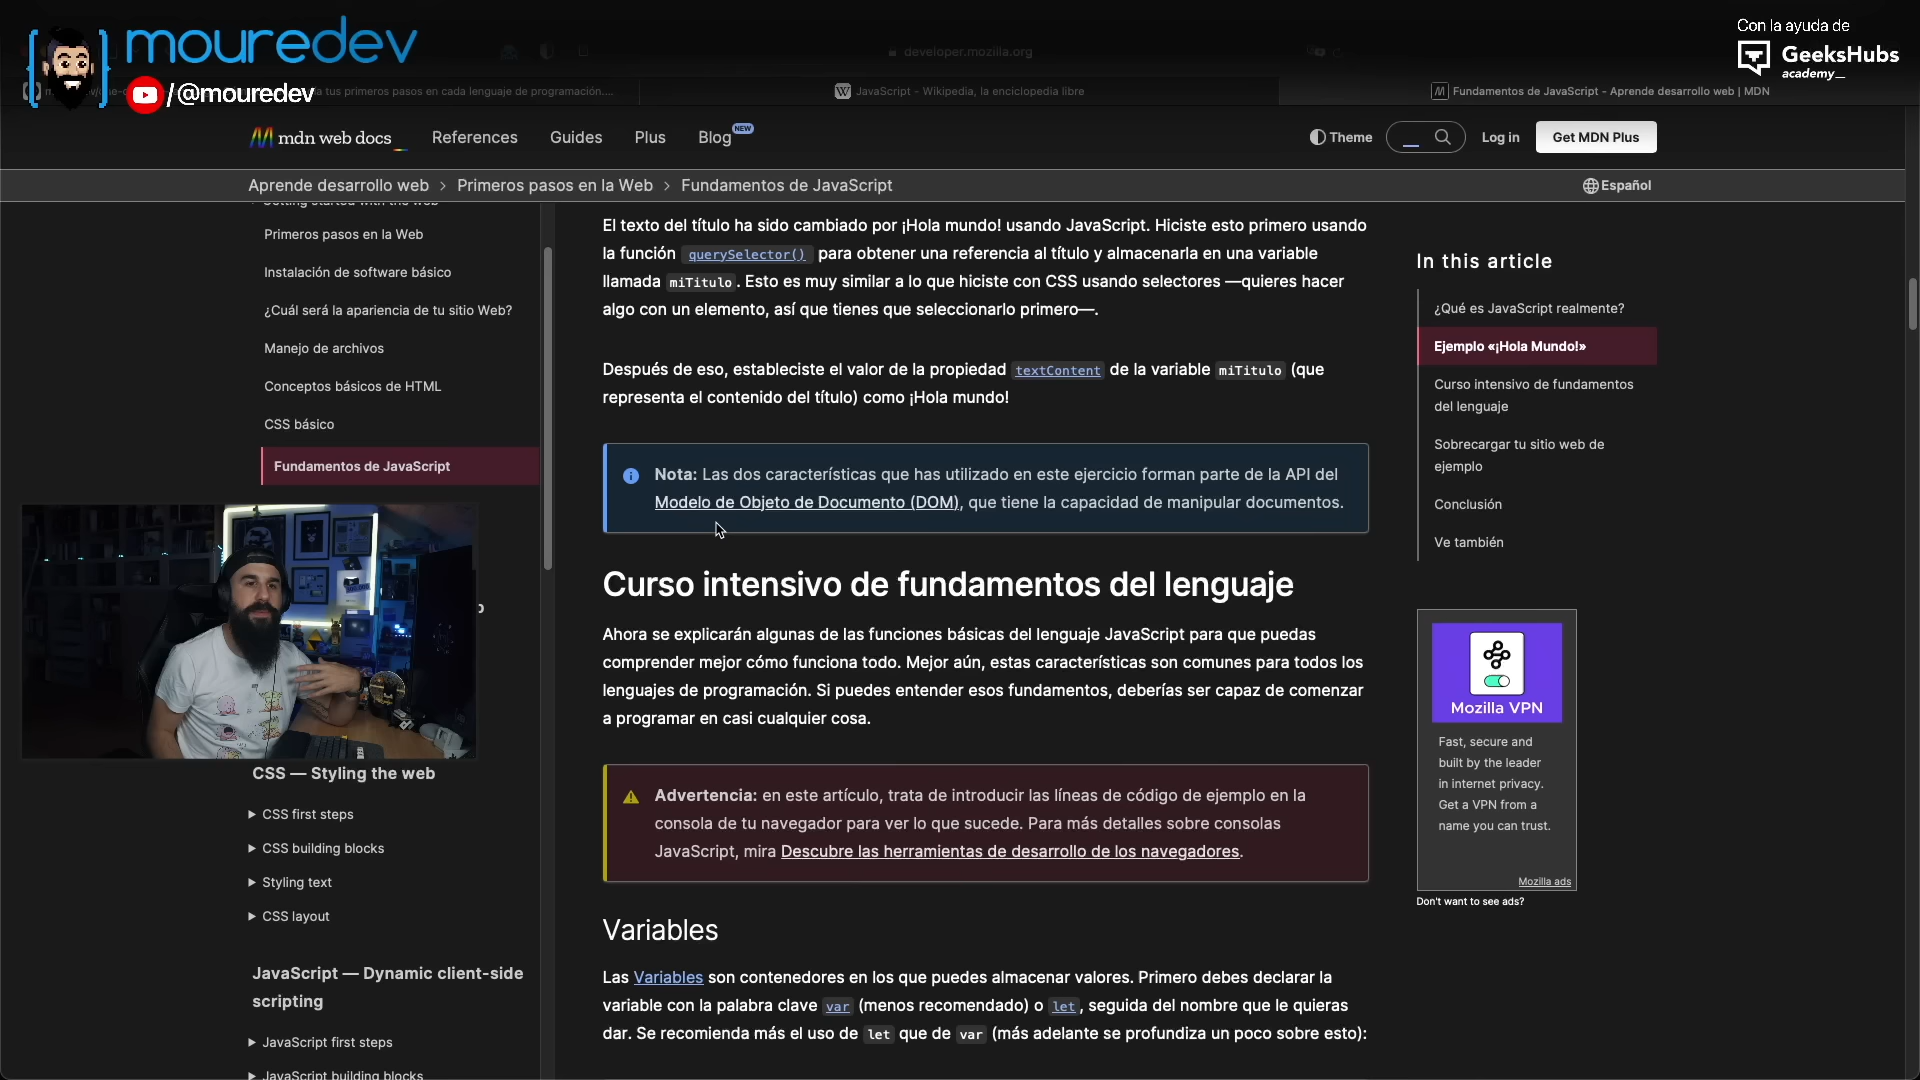 mouredev
/@mouredev
Con la ayuda de
GeeksHubs
academy_
developer.mozilla.org
a tus primeros pasos en cada lenguaje de programación....
JavaScript - Wikipedia, la enciclopedia libre
Fundamentos de JavaScript - Aprende desarrollo web | MDN
mdn web docs
References
Guides
Plus
Blog NEW
Theme
Log in
Get MDN Plus
Aprende desarrollo web > Primeros pasos en la Web > Fundamentos de JavaScript
Español
Getting started with the web
Primeros pasos en la Web
Instalación de software básico
¿Cuál será la apariencia de tu sitio Web?
Manejo de archivos
Conceptos básicos de HTML
CSS básico
Fundamentos de JavaScript
CSS — Styling the web
CSS first steps
CSS building blocks
Styling text
CSS layout
JavaScript — Dynamic client-side
scripting
JavaScript first steps
JavaScript building blocks
El texto del título ha sido cambiado por ¡Hola mundo! usando JavaScript. Hiciste esto primero usando
la función querySelector() para obtener una referencia al título y almacenarla en una variable
llamada miTitulo. Esto es muy similar a lo que hiciste con CSS usando selectores —quieres hacer
algo con un elemento, así que tienes que seleccionarlo primero—.
Después de eso, estableciste el valor de la propiedad textContent de la variable miTitulo (que
representa el contenido del título) como ¡Hola mundo!
Nota: Las dos características que has utilizado en este ejercicio forman parte de la API del
Modelo de Objeto de Documento (DOM), que tiene la capacidad de manipular documentos.
Curso intensivo de fundamentos del lenguaje
Ahora se explicarán algunas de las funciones básicas del lenguaje JavaScript para que puedas
comprender mejor cómo funciona todo. Mejor aún, estas características son comunes para todos los
lenguajes de programación. Si puedes entender esos fundamentos, deberías ser capaz de comenzar
a programar en casi cualquier cosa.
Advertencia: en este artículo, trata de introducir las líneas de código de ejemplo en la
consola de tu navegador para ver lo que sucede. Para más detalles sobre consolas
JavaScript, mira Descubre las herramientas de desarrollo de los navegadores.
Variables
Las Variables son contenedores en los que puedes almacenar valores. Primero debes declarar la
variable con la palabra clave var (menos recomendado) o let, seguida del nombre que le quieras
dar. Se recomienda más el uso de let que de var (más adelante se profundiza un poco sobre esto):
In this article
¿Qué es JavaScript realmente?
Ejemplo «¡Hola Mundo!»
Curso intensivo de fundamentos
del lenguaje
Sobrecargar tu sitio web de
ejemplo
Conclusión
Ve también
Mozilla VPN
Fast, secure and
built by the leader
in internet privacy.
Get a VPN from a
name you can trust.
Mozilla ads
Don't want to see ads?